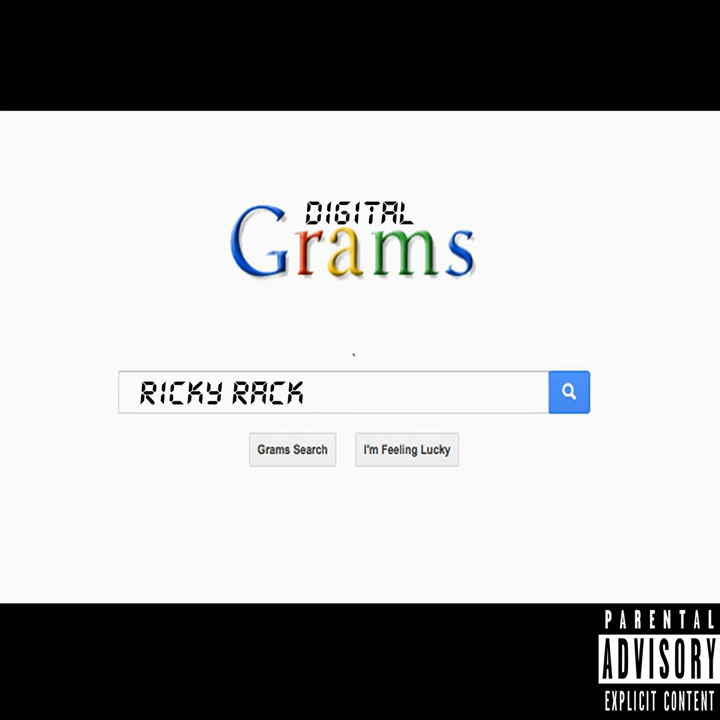 DIGITAL
Grams
RICKY RACK
Grams Search
I'm Feeling Lucky
PARENTAL
ADVISORY
EXPLICIT CONTENT